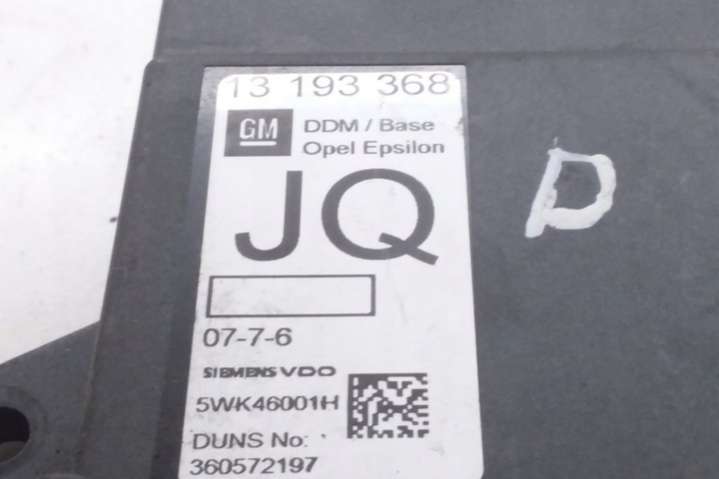 13 193 368
GM DDM / Base
Opel Epsilon
JQ
D
07-7-6
SIEMENS VDO
5WK46001H
DUNS No:
360572197